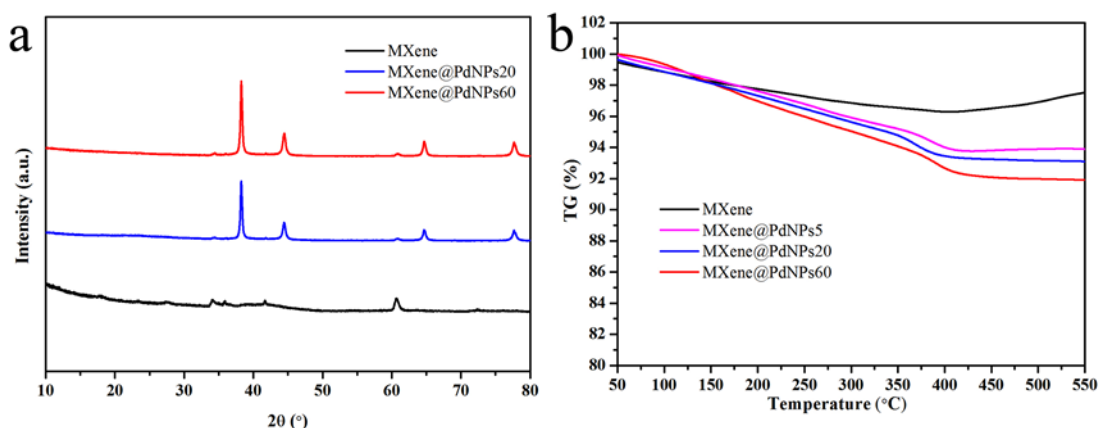 a
MXene
MXene@PdNPs20
MXene@PdNPs60
Intensity (a.u.)
10 20 30 40 50 60 70 80
2θ (°)
b
102
100
98
96
94
92
90
88
86
84
82
80
TG (%)
MXene
MXene@PdNPs5
MXene@PdNPs20
MXene@PdNPs60
50 100 150 200 250 300 350 400 450 500 550
Temperature (°C)